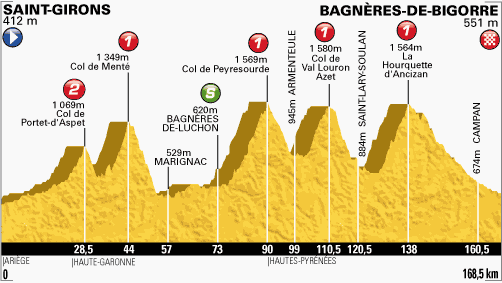 SAINT-GIRONS
412 m
BAGNÈRES-DE-BIGORRE
551 m
2
1 069m
Col de
Portet-d'Aspet
1
1 349m
Col de Menté
529m
MARIGNAC
S
620m
BAGNÈRES
DE-LUCHON
1
1 569m
Col de Peyresourde
945m ARMENTEULE
1
1 580m
Col de
Val Louron
Azet
884m SAINT-LARY-SOULAN
1
1 564m
La
Hourquette
d'Ancizan
674m CAMPAN
28,5
44
57
73
90
99
110,5
120,5
138
160,5
ARIÈGE
HAUTE-GARONNE
HAUTES-PYRÉNÉES
0
168,5 km